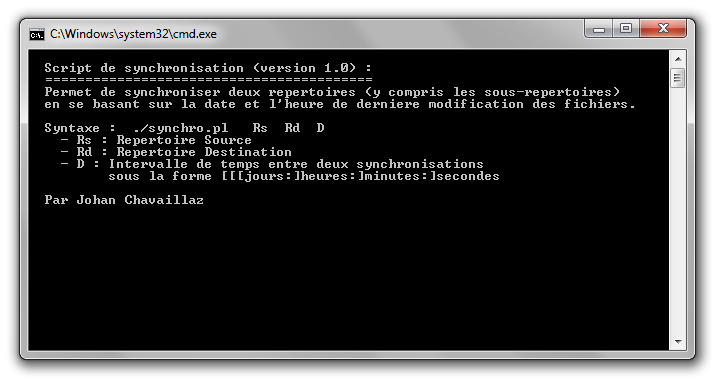 C:\Windows\system32\cmd.exe
Script de synchronisation (version 1.0) :
=========================================
Permet de synchroniser deux repertoires (y compris les sous-repertoires)
en se basant sur la date et l'heure de derniere modification des fichiers.
Syntaxe :  ./synchro.pl   Rs  Rd  D
  - Rs : Repertoire Source
  - Rd : Repertoire Destination
  - D : Intervalle de temps entre deux synchronisations
        sous la forme [[[jours:]heures:]minutes:]secondes
Par Johan Chavaillaz